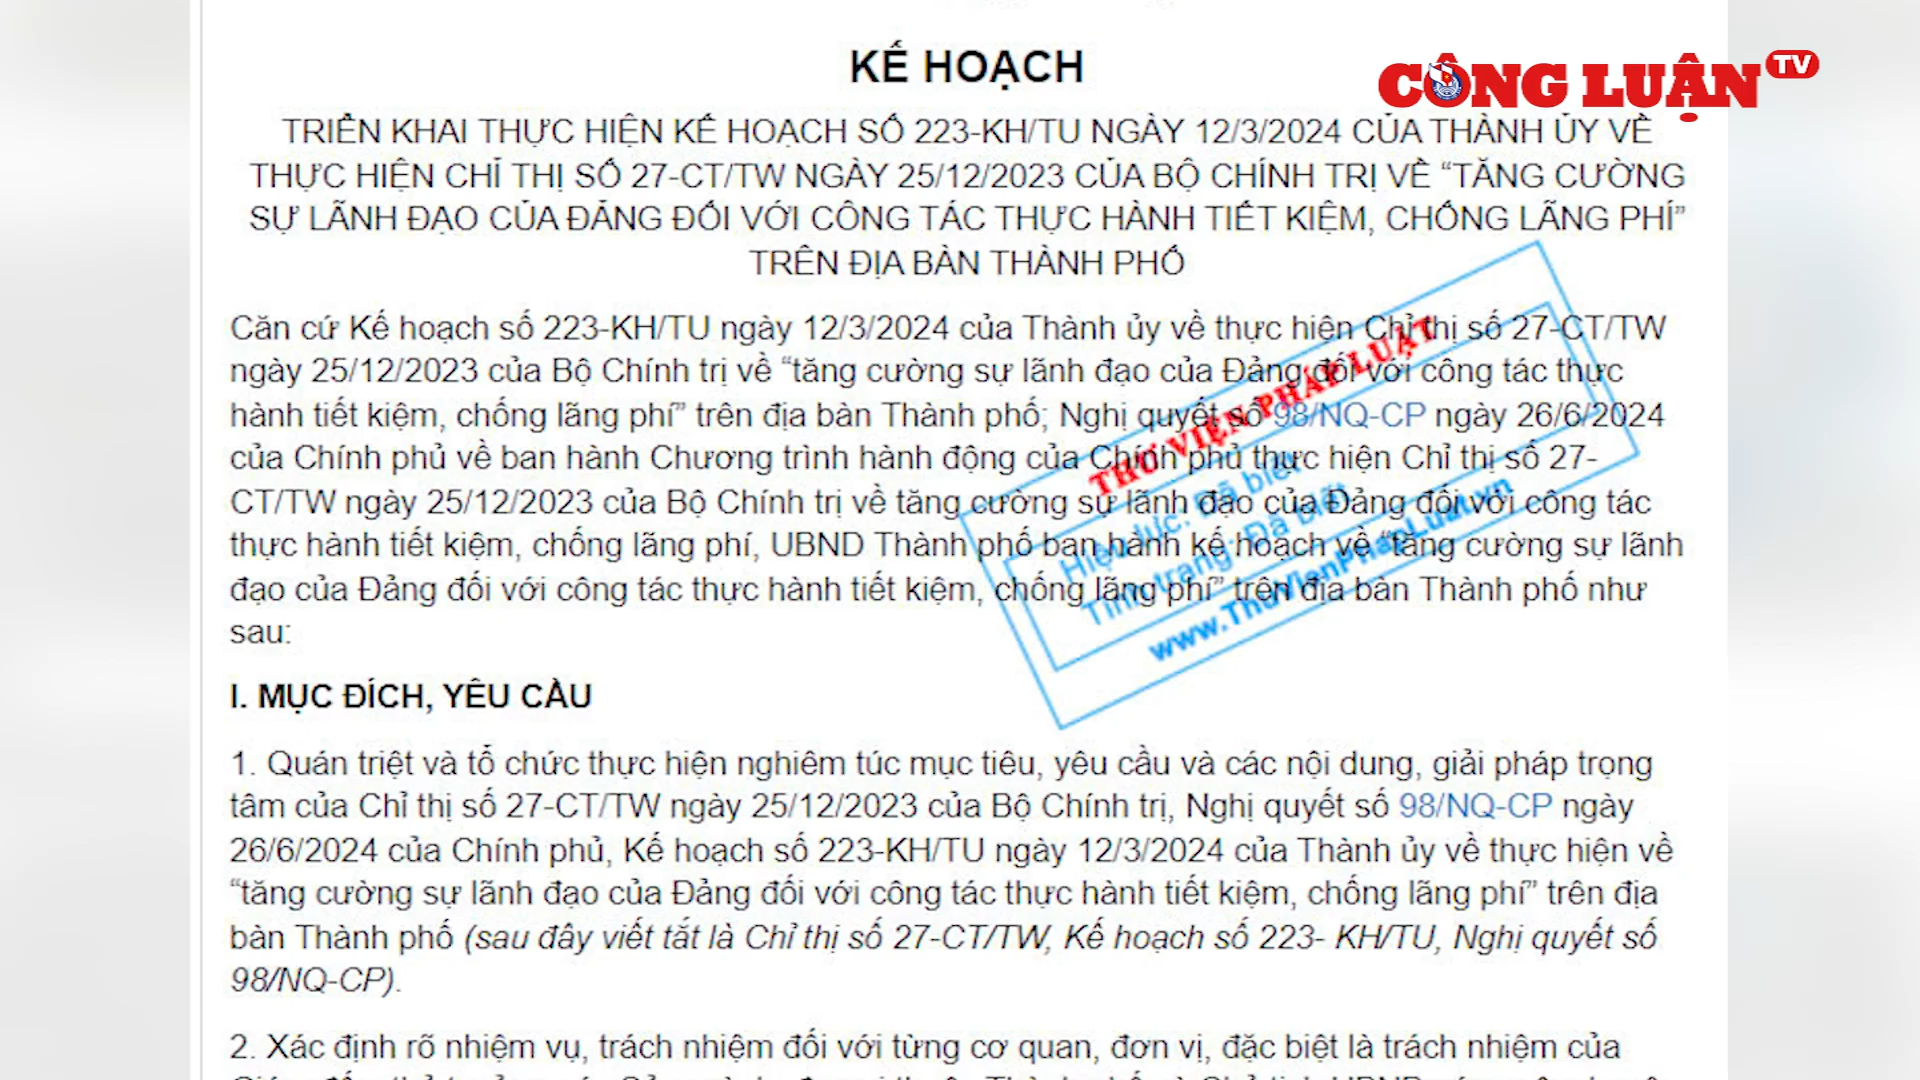 KẾ HOẠCH
CÔNG LUẬN TV
TRIỂN KHAI THỰC HIỆN KẾ HOẠCH SỐ 223-KH/TU NGÀY 12/3/2024 CỦA THÀNH ỦY VỀ
THỰC HIỆN CHỈ THỊ SỐ 27-CT/TW NGÀY 25/12/2023 CỦA BỘ CHÍNH TRỊ VỀ “TĂNG CƯỜNG
SỰ LÃNH ĐẠO CỦA ĐẢNG ĐỐI VỚI CÔNG TÁC THỰC HÀNH TIẾT KIỆM, CHỐNG LÃNG PHÍ”
TRÊN ĐỊA BÀN THÀNH PHỐ
Căn cứ Kế hoạch số 223-KH/TU ngày 12/3/2024 của Thành ủy về thực hiện Chỉ thị số 27-CT/TW
ngày 25/12/2023 của Bộ Chính trị về “tăng cường sự lãnh đạo của Đảng đối với công tác thực
hành tiết kiệm, chống lãng phí” trên địa bàn Thành phố; Nghị quyết số 98/NQ-CP ngày 26/6/2024
của Chính phủ về ban hành Chương trình hành động của Chính phủ thực hiện Chỉ thị số 27-
CT/TW ngày 25/12/2023 của Bộ Chính trị về tăng cường sự lãnh đạo của Đảng đối với công tác
thực hành tiết kiệm, chống lãng phí, UBND Thành phố ban hành kế hoạch về “tăng cường sự lãnh
đạo của Đảng đối với công tác thực hành tiết kiệm, chống lãng phí” trên địa bàn Thành phố như
sau:
THƯ VIỆN PHÁP LUẬT
Hiệu lực: Đã biết
Tình trạng: Đã biết
www.ThuVienPhapLuat.vn
I. MỤC ĐÍCH, YÊU CẦU
1. Quán triệt và tổ chức thực hiện nghiêm túc mục tiêu, yêu cầu và các nội dung, giải pháp trọng
tâm của Chỉ thị số 27-CT/TW ngày 25/12/2023 của Bộ Chính trị, Nghị quyết số 98/NQ-CP ngày
26/6/2024 của Chính phủ, Kế hoạch số 223-KH/TU ngày 12/3/2024 của Thành ủy về thực hiện về
“tăng cường sự lãnh đạo của Đảng đối với công tác thực hành tiết kiệm, chống lãng phí” trên địa
bàn Thành phố (sau đây viết tắt là Chỉ thị số 27-CT/TW, Kế hoạch số 223- KH/TU, Nghị quyết số
98/NQ-CP).
2. Xác định rõ nhiệm vụ, trách nhiệm đối với từng cơ quan, đơn vị, đặc biệt là trách nhiệm của